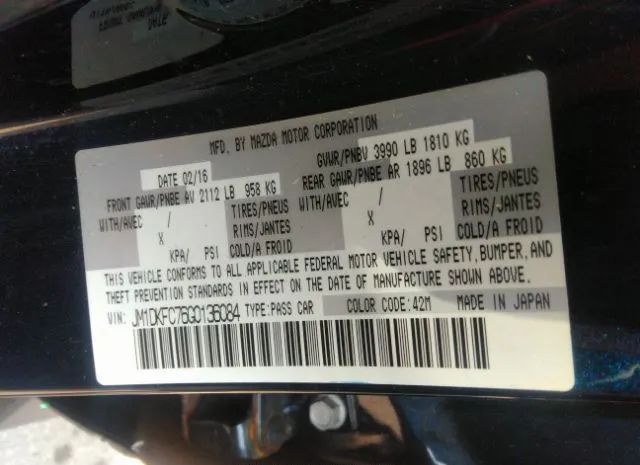 MFD. BY MAZDA MOTOR CORPORATION
DATE 02/16 GVWR/PNBV 3990 LB 1810 KG
FRONT GAWR/PNBE AV 2112 LB 958 KG REAR GAWR/PNBE AR 1896 LB 860 KG
WITH/AVEC / TIRES/PNEUS WITH/AVEC / TIRES/PNEUS
X RIMS/JANTES X RIMS/JANTES
KPA/ PSI COLD/A FROID KPA/ PSI COLD/A FROID
THIS VEHICLE CONFORMS TO ALL APPLICABLE FEDERAL MOTOR VEHICLE SAFETY, BUMPER, AND
THEFT PREVENTION STANDARDS IN EFFECT ON THE DATE OF MANUFACTURE SHOWN ABOVE.
VIN: JM1DKFC76G0136084 TYPE:PASS CAR COLOR CODE:42M MADE IN JAPAN